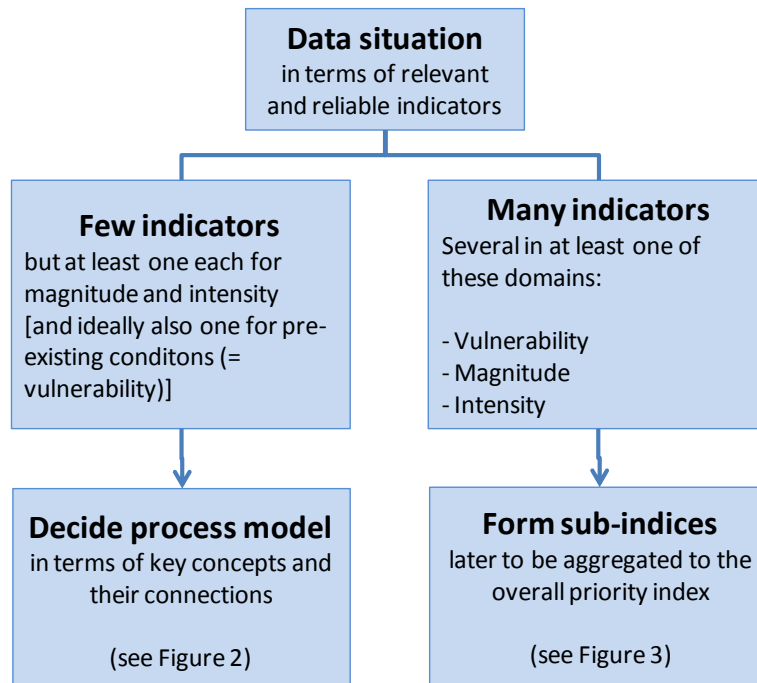 Data situation
in terms of relevant
and reliable indicators
Few indicators
but at least one each for
magnitude and intensity
[and ideally also one for pre-
existing conditons (=
vulnerability)]
Many indicators
Several in at least one of
these domains:
- Vulnerability
- Magnitude
- Intensity
Decide process model
in terms of key concepts and
their connections
(see Figure 2)
Form sub-indices
later to be aggregated to the
overall priority index
(see Figure 3)